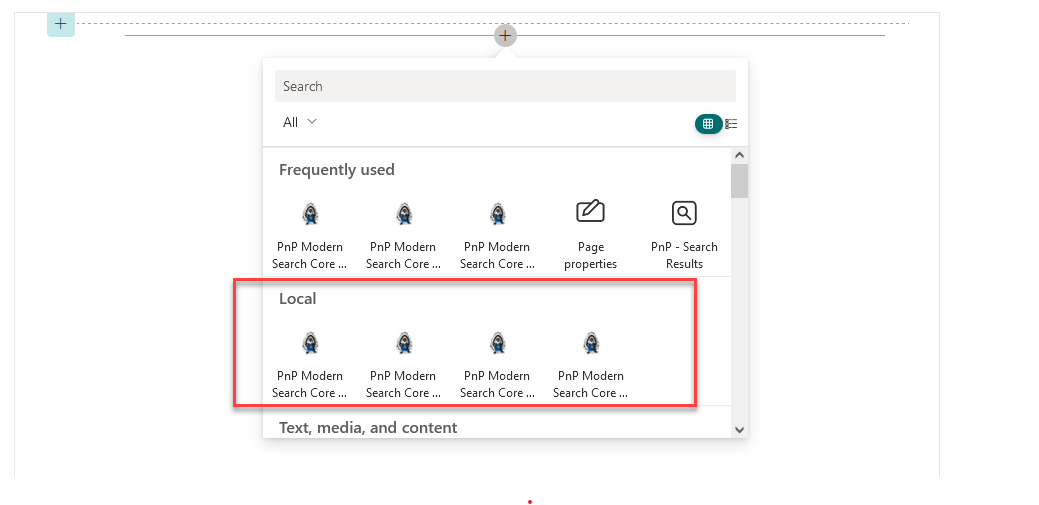 Search
All
Frequently used
PnP Modern
Search Core ...
PnP Modern
Search Core ...
PnP Modern
Search Core ...
Page
properties
PnP - Search
Results
Local
PnP Modern
Search Core ...
PnP Modern
Search Core ...
PnP Modern
Search Core ...
PnP Modern
Search Core ...
Text, media, and content